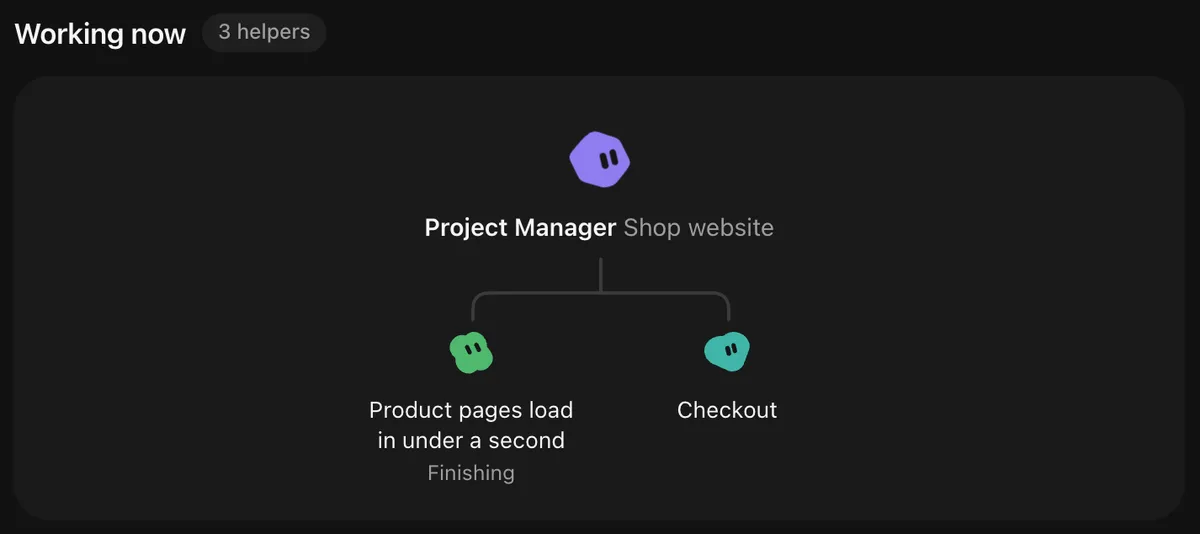 Working now 3 helpers
Project Manager Shop website
Product pages load
in under a second
Finishing
Checkout